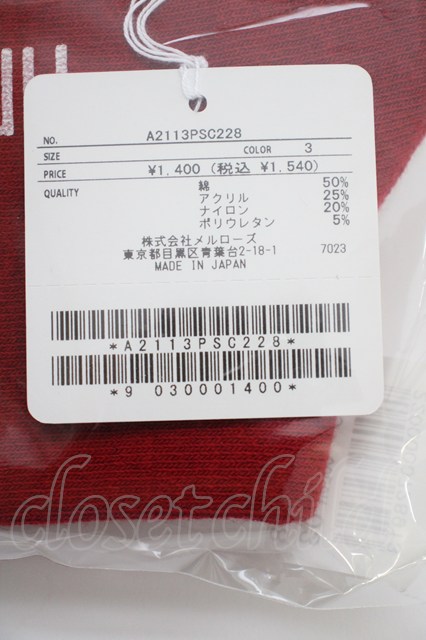 NO. A2113PSC228
SIZE COLOR 3
PRICE ¥1,400 (税込 ¥1,540)
QUALITY 綿 50%
アクリル 25%
ナイロン 20%
ポリウレタン 5%
株式会社メルローズ
東京都目黒区青葉台2-18-1 7023
MADE IN JAPAN
*A2113PSC228*
*9 030001400*
closetchi